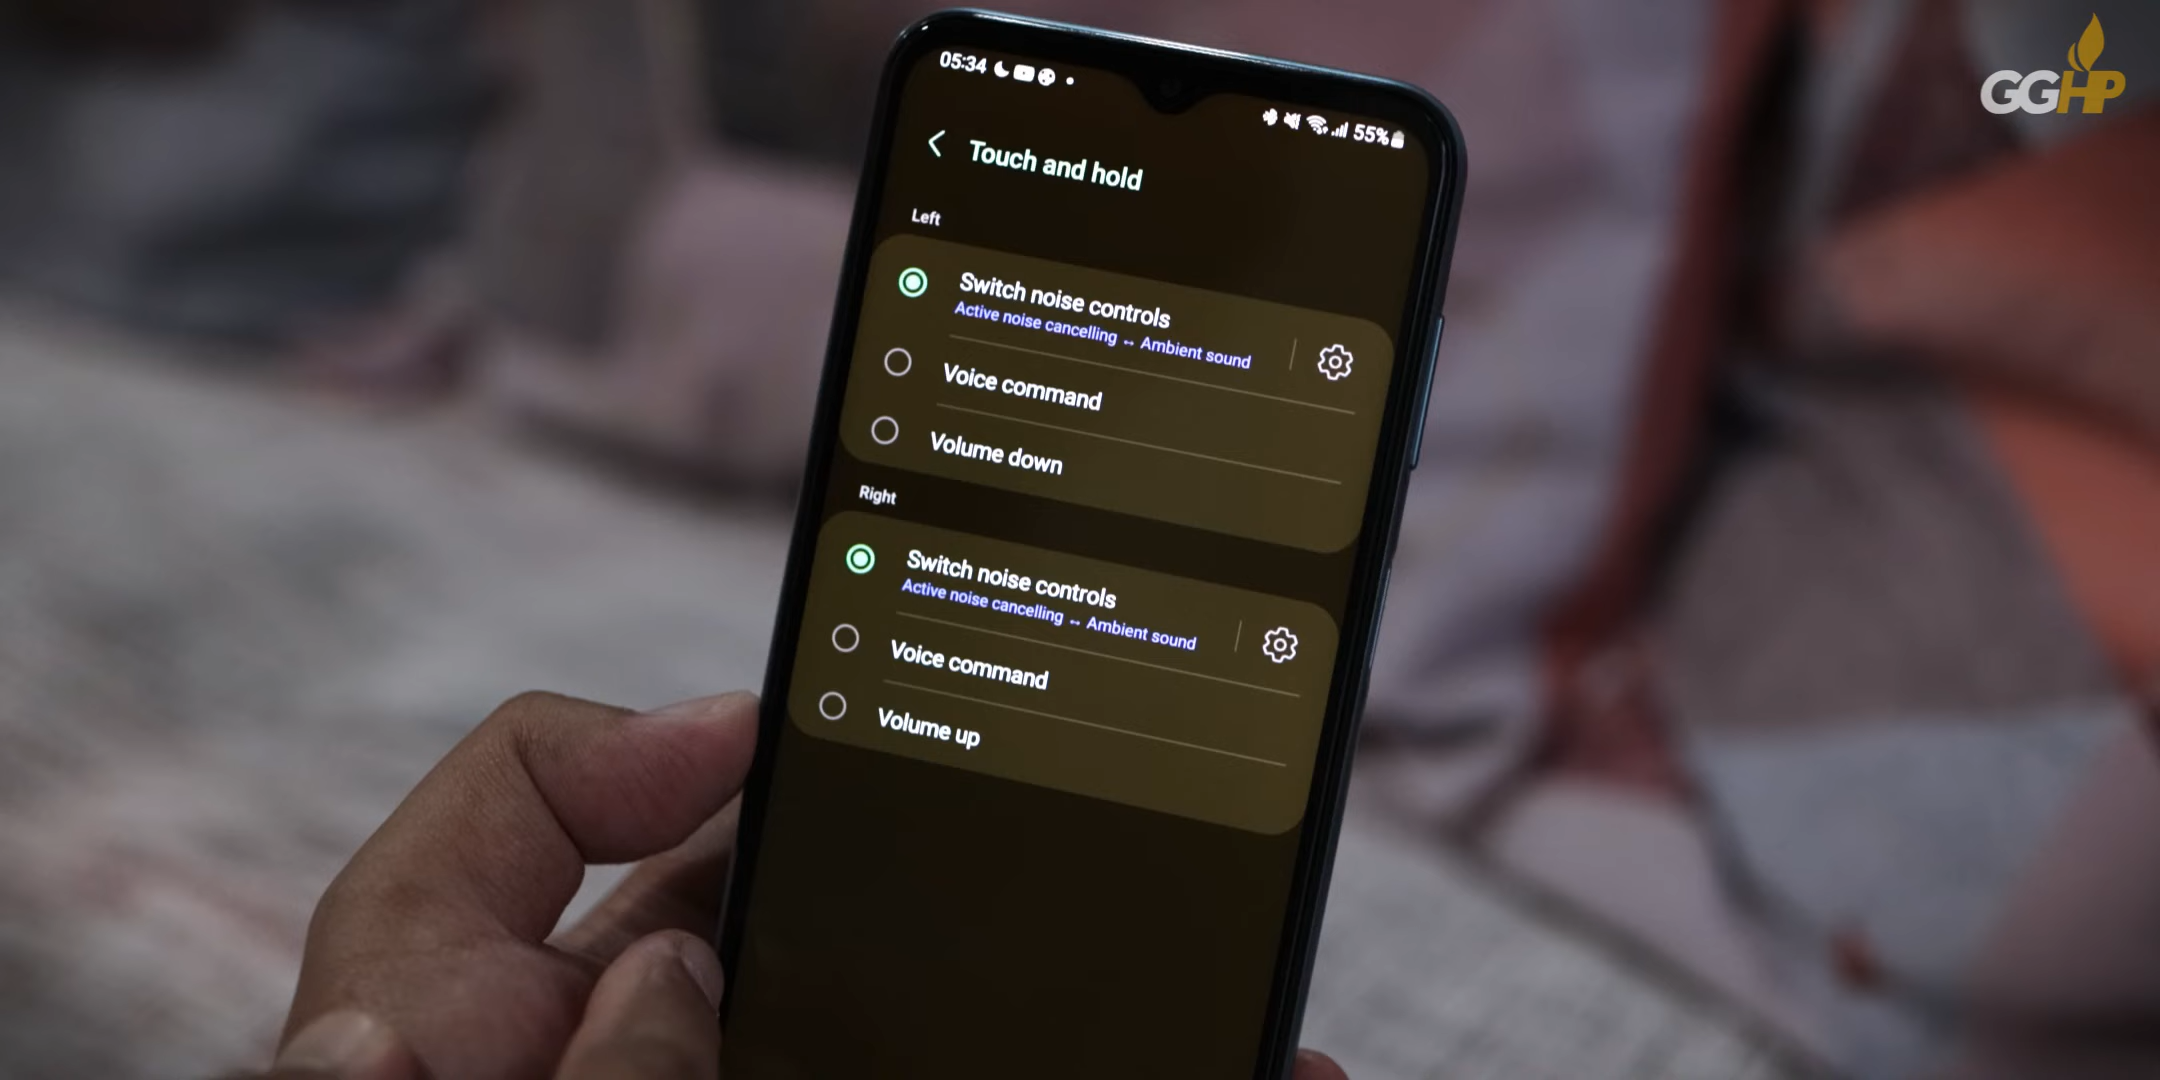 GGHP
05:34
55%
Touch and hold
Left
Switch noise controls
Active noise cancelling ↔ Ambient sound
Voice command
Volume down
Right
Switch noise controls
Active noise cancelling ↔ Ambient sound
Voice command
Volume up